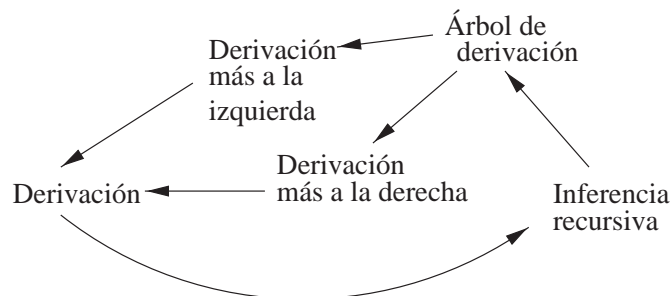 Árbol de
derivación
Derivación
más a la
izquierda
Derivación
más a la derecha
Derivación
Inferencia
recursiva